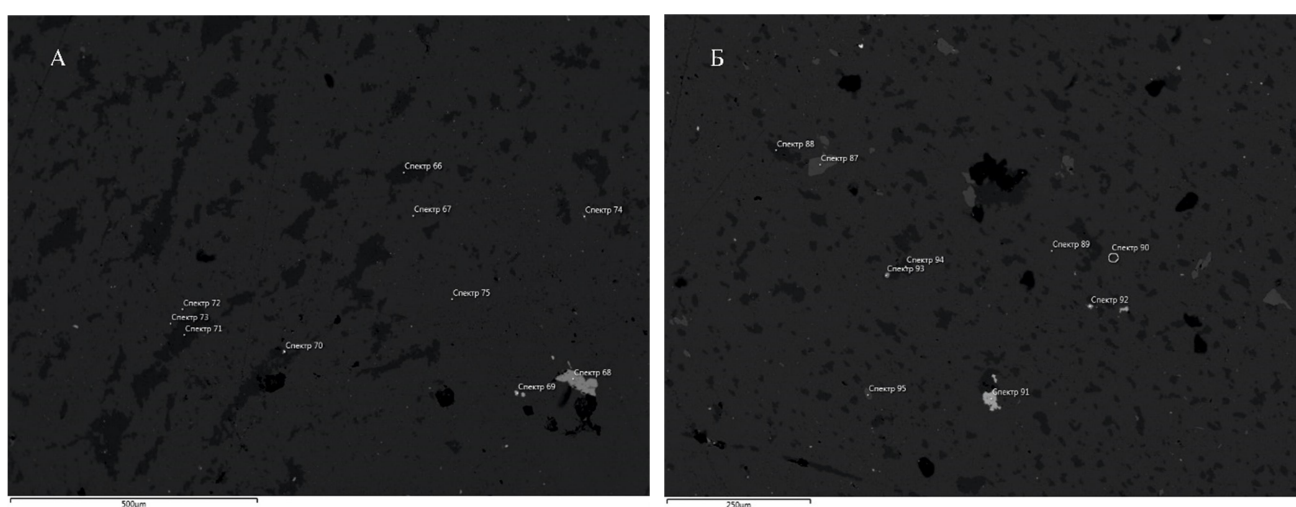 А
Спектр 66
Спектр 67
Спектр 74
Спектр 75
Спектр 72
Спектр 73
Спектр 71
Спектр 70
Спектр 68
Спектр 69
500µm
Б
Спектр 88
Спектр 87
Спектр 89
Спектр 90
Спектр 94
Спектр 93
Спектр 92
Спектр 95
Спектр 91
250µm